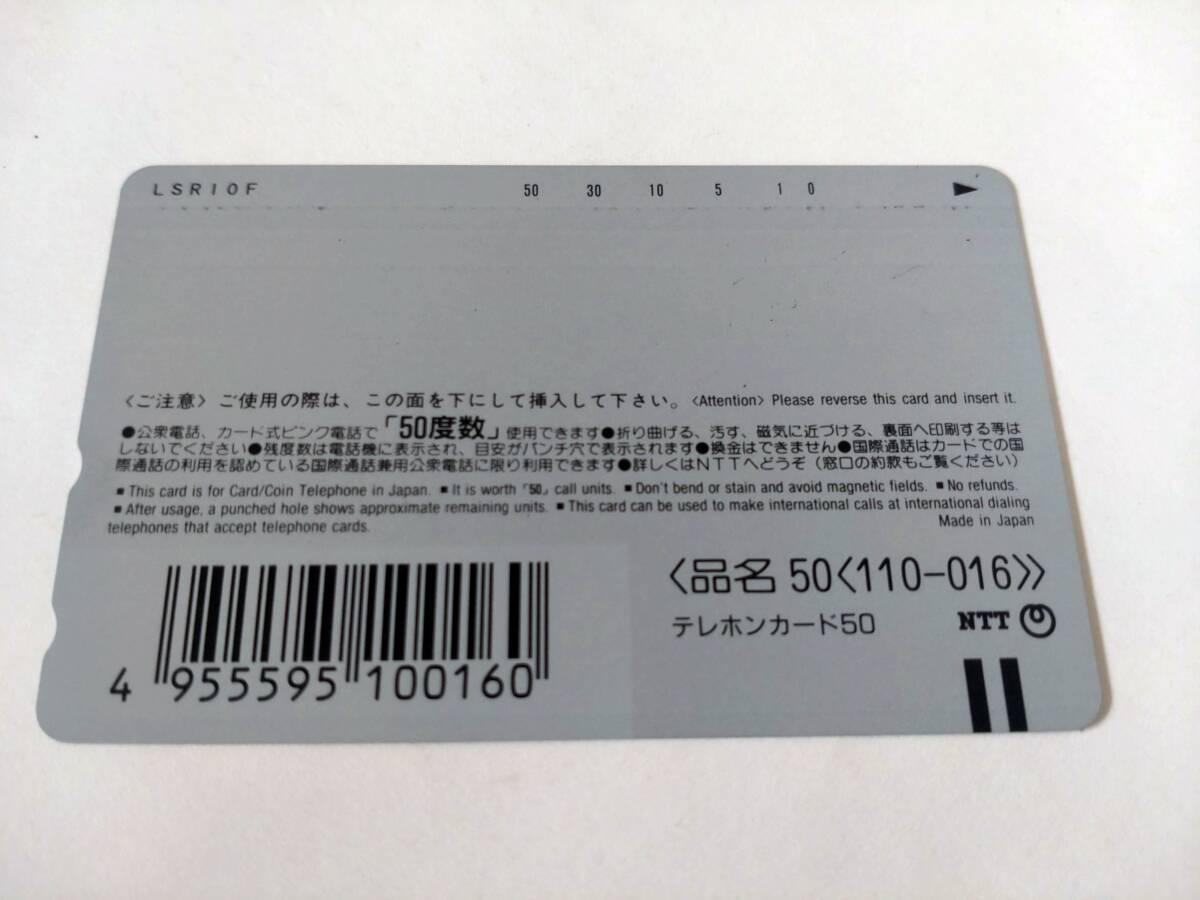 LSR10F 50 30 10 5 1 0 ▶
〈ご注意〉ご使用の際は、この面を下にして挿入して下さい。〈Attention〉Please reverse this card and insert it.
●公衆電話、カード式ピンク電話で「50度数」使用できます●折り曲げる、汚す、磁気に近づける、裏面へ印刷する等は
しないでください●残度数は電話機に表示され、目安がパンチ穴で表示されます●換金はできません●国際通話はカードでの国
際通話の利用を認めている国際通話兼用公衆電話に限り利用できます●詳しくはNTTへどうぞ(窓口の約款もご覧ください)
■This card is for Card/Coin Telephone in Japan. ■It is worth「50」call units. ■Don't bend or stain and avoid magnetic fields. ■No refunds.
■After usage, a punched hole shows approximate remaining units. ■This card can be used to make international calls at international dialing
telephones that accept telephone cards.
Made in Japan
〈品名 50〈110-016〉〉
テレホンカード50 NTT
4 955595 100160